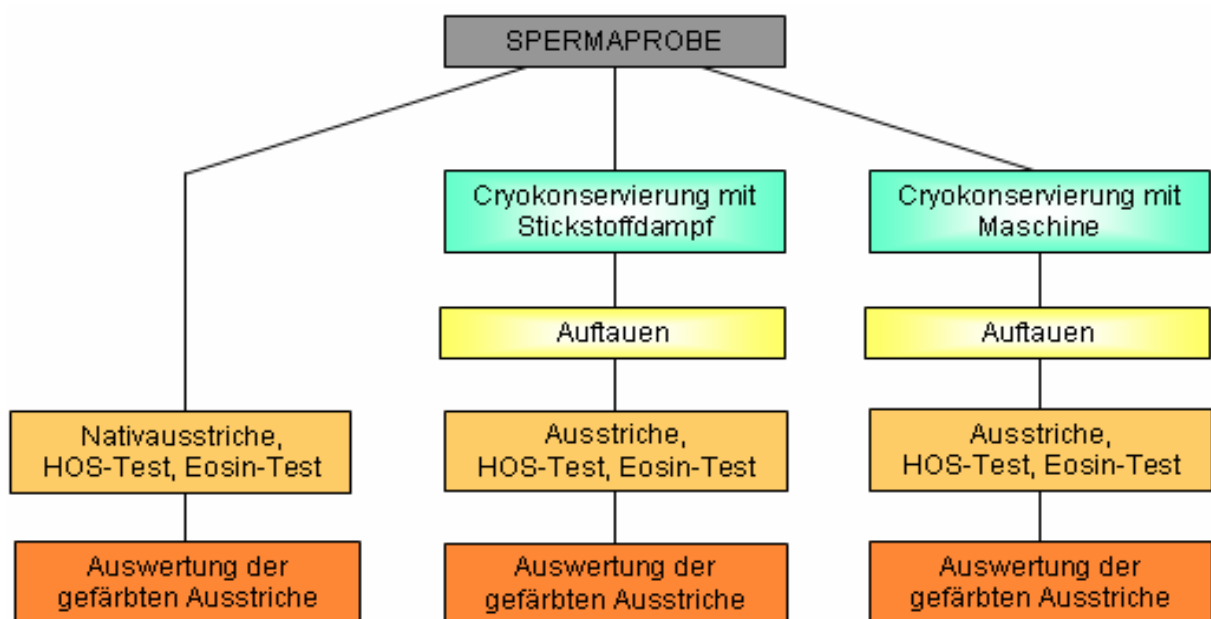 SPERMAPROBE
Cryokonservierung mit
Stickstoffdampf
Cryokonservierung mit
Maschine
Auftauen
Auftauen
Nativausstriche,
HOS-Test, Eosin-Test
Ausstriche,
HOS-Test, Eosin-Test
Ausstriche,
HOS-Test, Eosin-Test
Auswertung der
gefärbten Ausstriche
Auswertung der
gefärbten Ausstriche
Auswertung der
gefärbten Ausstriche